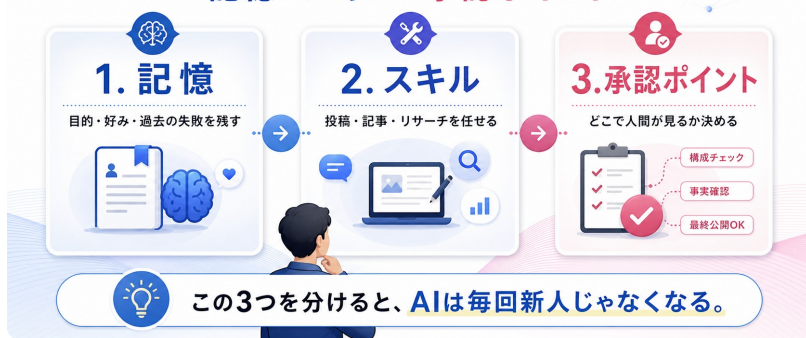 1. 記憶
目的・好み・過去の失敗を残す
2. スキル
投稿・記事・リサーチを任せる
3.承認ポイント
どこで人間が見るか決める
構成チェック
事実確認
最終公開OK
この3つを分けると、AIは毎回新人じゃなくなる。